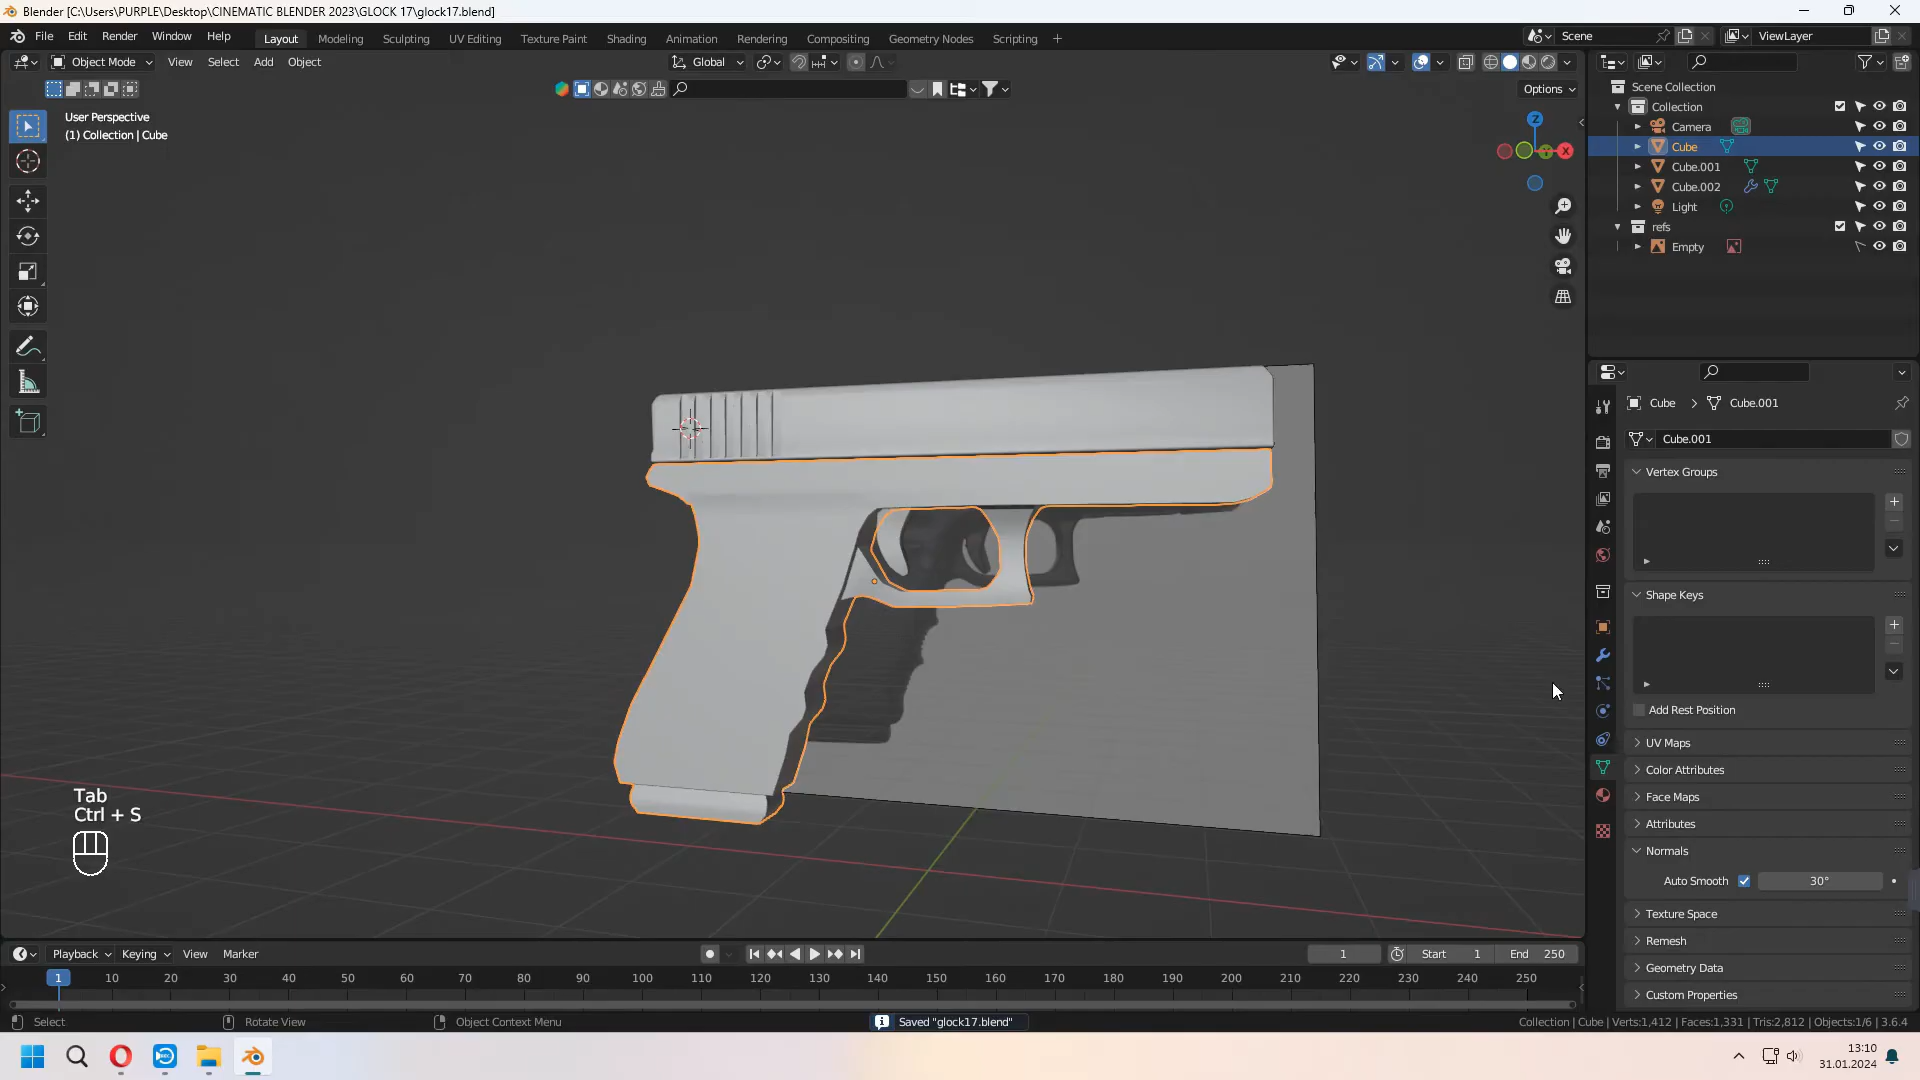 Blender [C:\Users\PURPLE\Desktop\CINEMATIC BLENDER 2023\GLOCK 17\glock17.blend]
File Edit Render Window Help Layout Modeling Sculpting UV Editing Texture Paint Shading Animation Rendering Compositing Geometry Nodes Scripting + Scene ViewLayer
Object Mode View Select Add Object Global
Options
User Perspective
(1) Collection | Cube
Z
X
Scene Collection
Collection
Camera
Cube
Cube.001
Cube.002
Light
refs
Empty
Cube > Cube.001
Cube.001
Vertex Groups
Shape Keys
Add Rest Position
UV Maps
Color Attributes
Face Maps
Attributes
Normals
Auto Smooth 30°
Texture Space
Remesh
Geometry Data
Custom Properties
Tab
Ctrl + S
Playback Keying View Marker 1 Start 1 End 250
1 10 20 30 40 50 60 70 80 90 100 110 120 130 140 150 160 170 180 190 200 210 220 230 240 250
Select Rotate View Object Context Menu Saved "glock17.blend" Collection | Cube | Verts:1,412 | Faces:1,331 | Tris:2,812 | Objects:1/6 | 3.6.4
13:10
31.01.2024